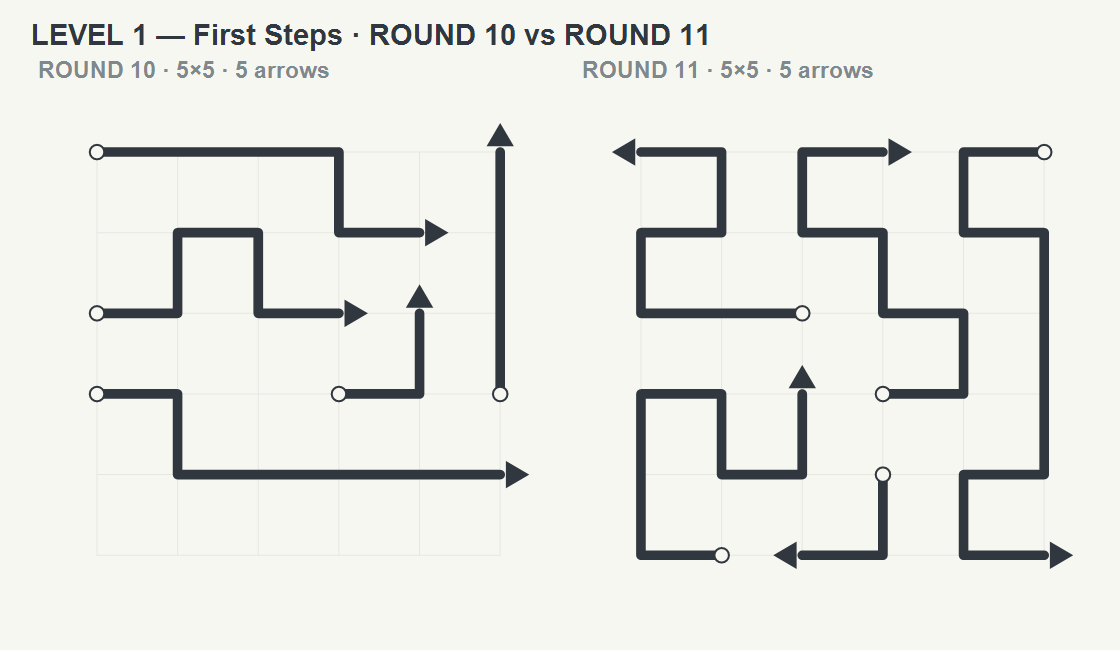 LEVEL 1 — First Steps · ROUND 10 vs ROUND 11
ROUND 10 · 5×5 · 5 arrows
ROUND 11 · 5×5 · 5 arrows